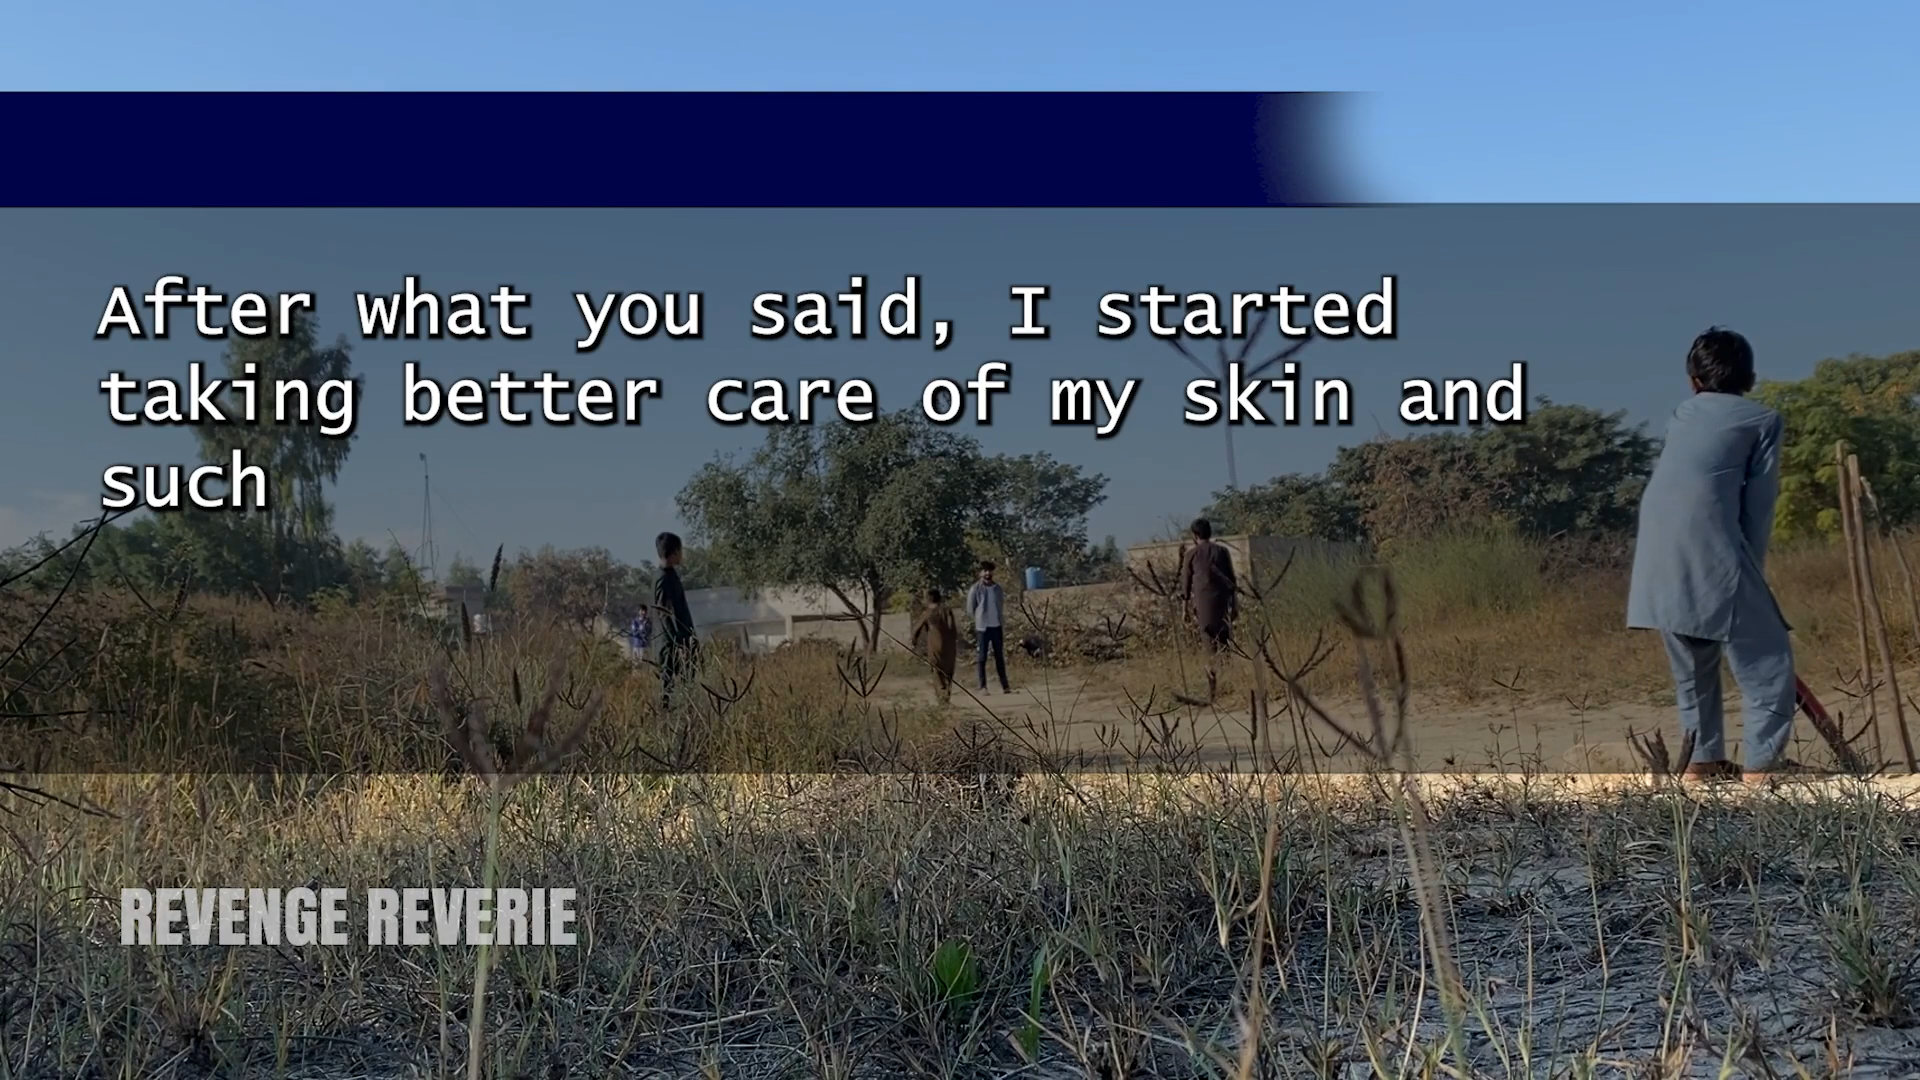 After what you said, I started
taking better care of my skin and
such
REVENGE REVERIE